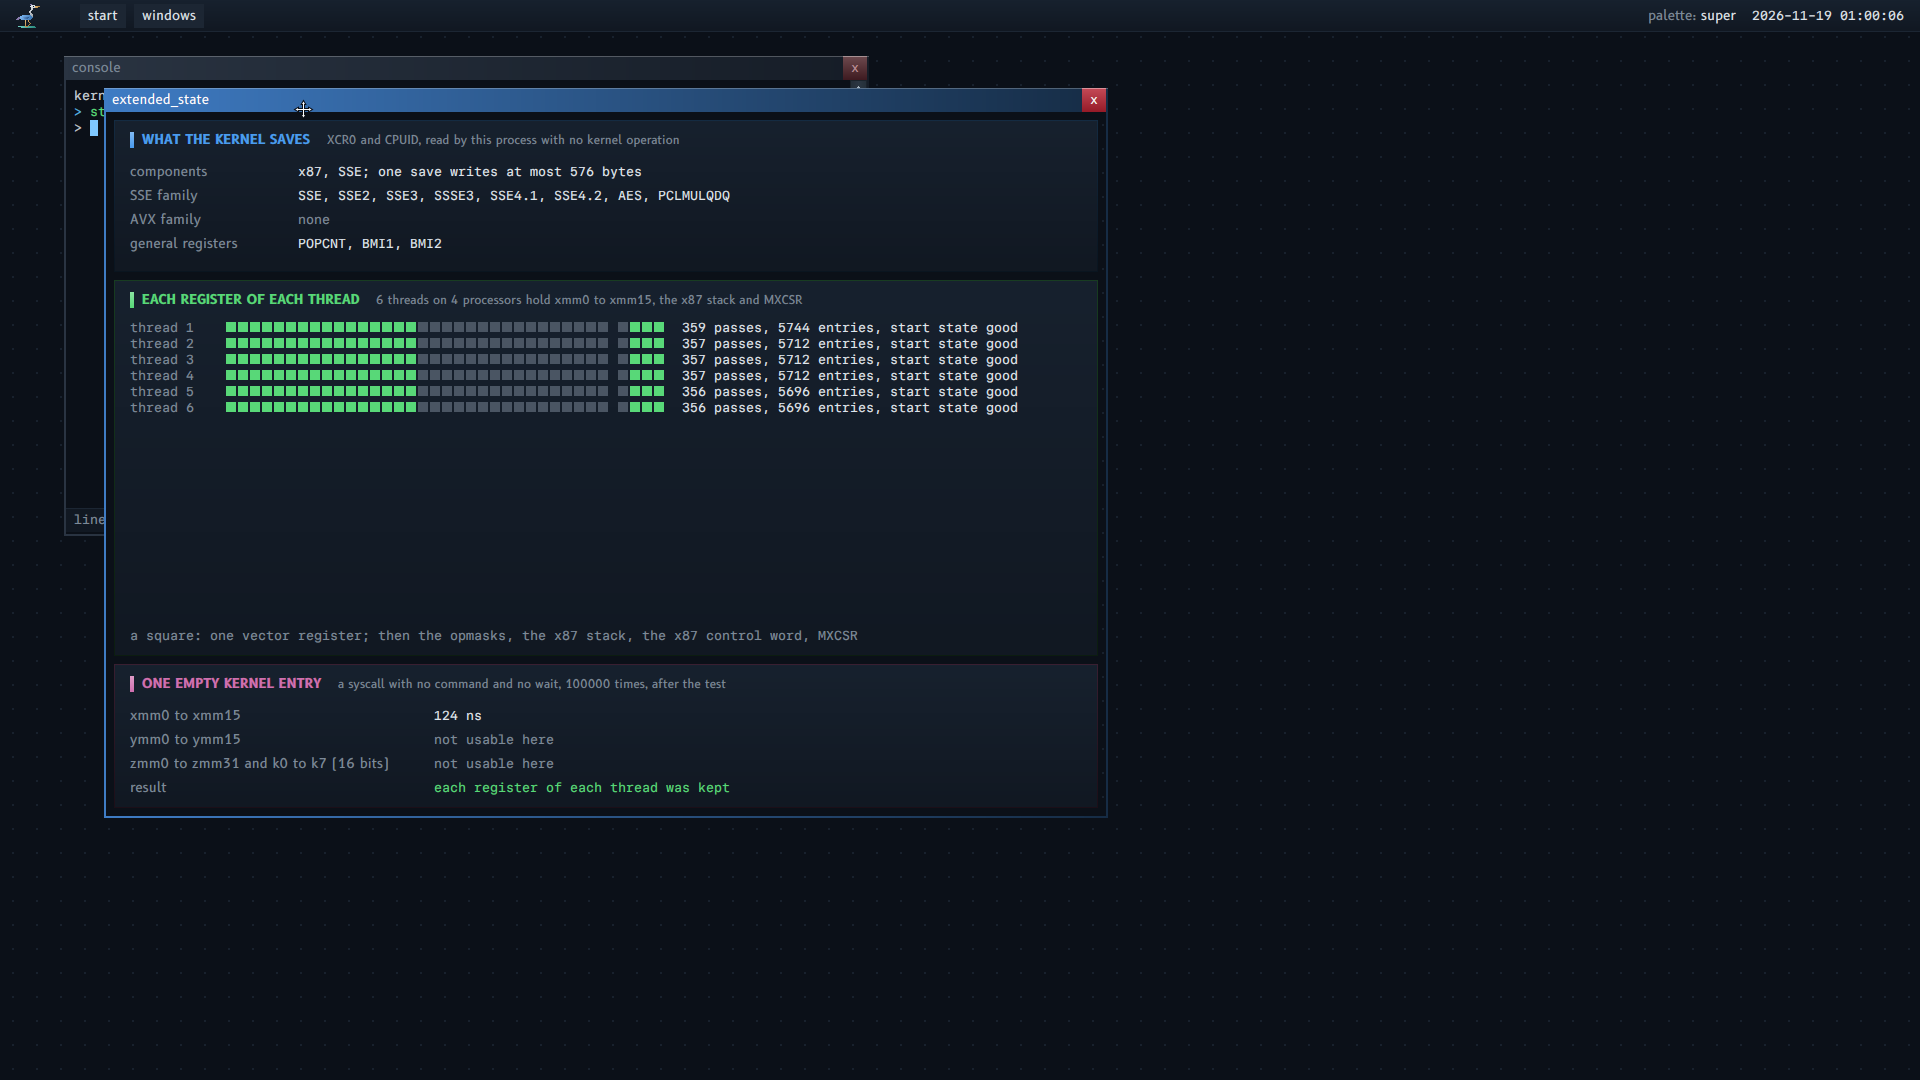 start windows palette: super 2026-11-19 01:00:06
console x
kern
extended_state x
> st
>
WHAT THE KERNEL SAVES XCR0 and CPUID, read by this process with no kernel operation
components x87, SSE; one save writes at most 576 bytes
SSE family SSE, SSE2, SSE3, SSSE3, SSE4.1, SSE4.2, AES, PCLMULQDQ
AVX family none
general registers POPCNT, BMI1, BMI2
EACH REGISTER OF EACH THREAD 6 threads on 4 processors hold xmm0 to xmm15, the x87 stack and MXCSR
thread 1 359 passes, 5744 entries, start state good
thread 2 357 passes, 5712 entries, start state good
thread 3 357 passes, 5712 entries, start state good
thread 4 357 passes, 5712 entries, start state good
thread 5 356 passes, 5696 entries, start state good
thread 6 356 passes, 5696 entries, start state good
line
a square: one vector register; then the opmasks, the x87 stack, the x87 control word, MXCSR
ONE EMPTY KERNEL ENTRY a syscall with no command and no wait, 100000 times, after the test
xmm0 to xmm15 124 ns
ymm0 to ymm15 not usable here
zmm0 to zmm31 and k0 to k7 (16 bits) not usable here
result each register of each thread was kept